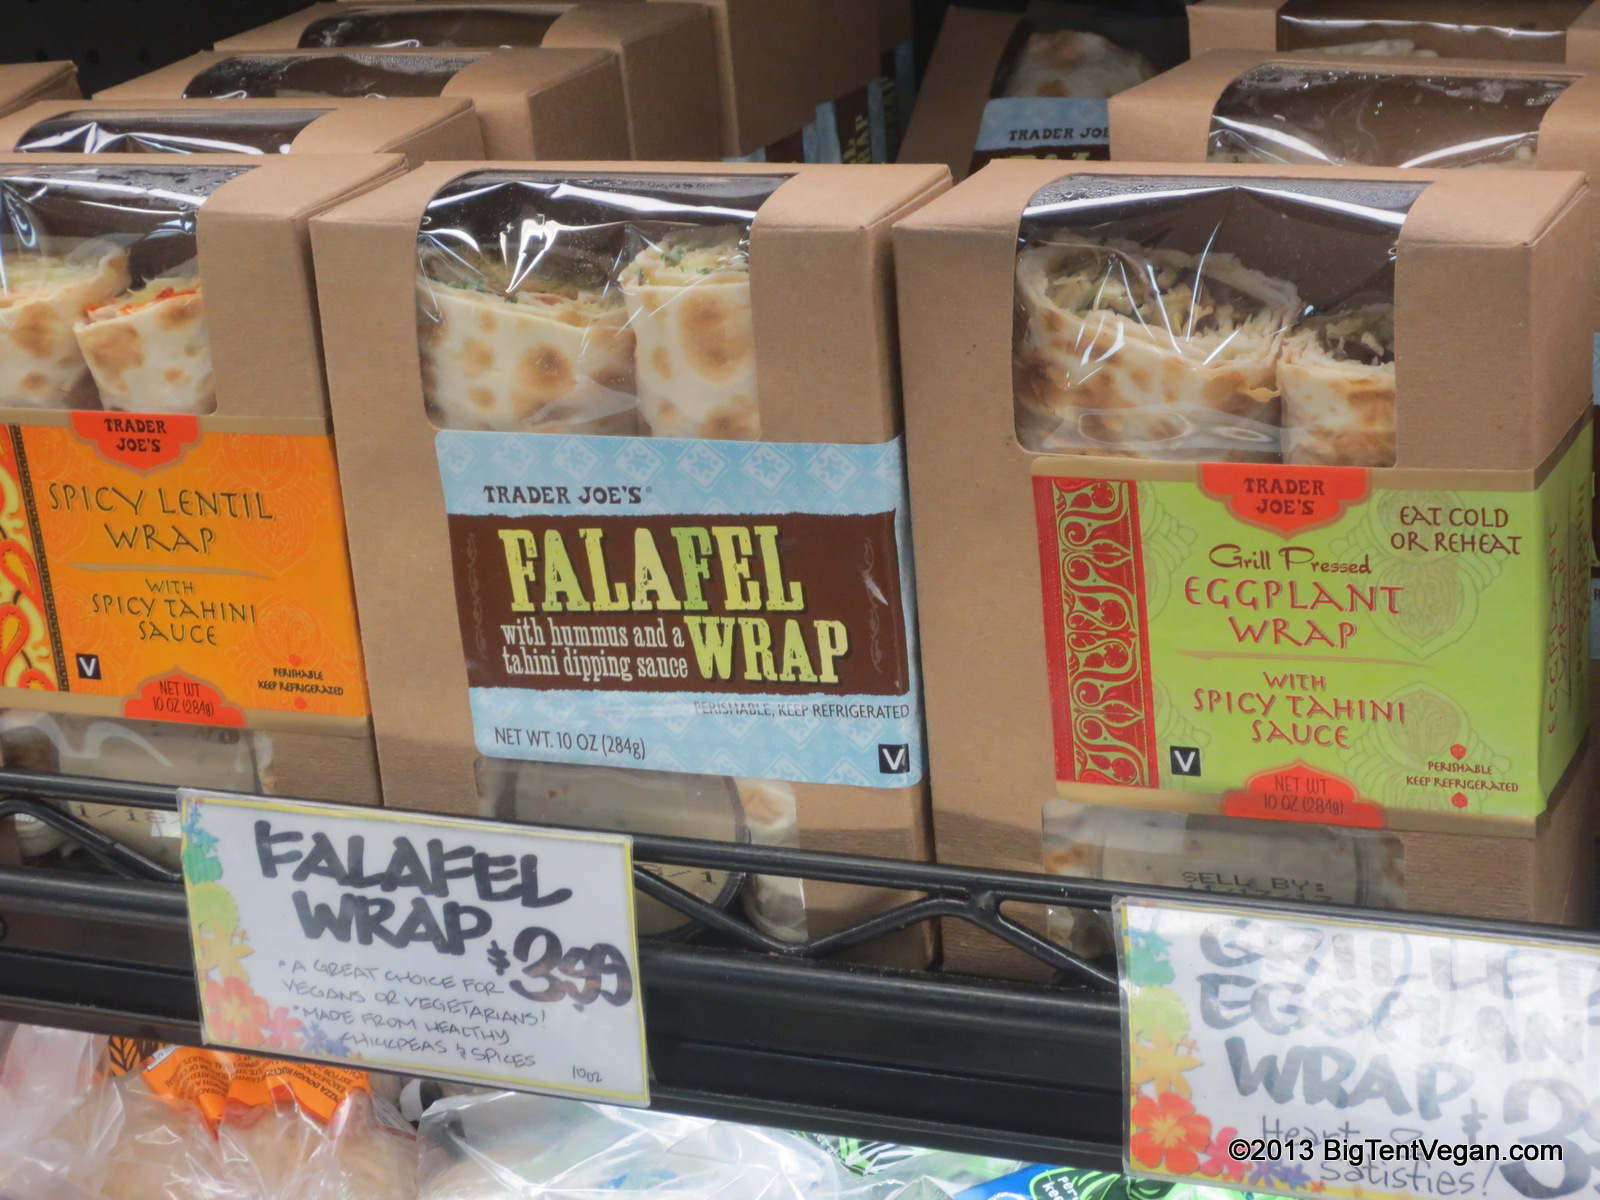 TRADER JOE'S
SPICY LENTIL
WRAP
WITH
SPICY TAHINI
SAUCE
V
NET WT
10 OZ (284g)
PERISHABLE
KEEP REFRIGERATED
TRADER JOE'S
FALAFEL
with hummus and a
tahini dipping sauce
WRAP
PERISHABLE, KEEP REFRIGERATED
NET WT. 10 OZ (284g)
V
TRADER JOE
TRADER
JOE'S
EAT COLD
OR REHEAT
Grill Pressed
EGGPLANT
WRAP
WITH
SPICY TAHINI
SAUCE
V
NET WT
10 OZ (284g)
PERISHABLE
KEEP REFRIGERATED
SELL BY:
FALAFEL
WRAP
$3.99
• A GREAT CHOICE FOR
VEGANS OR VEGETARIANS!
• MADE FROM HEALTHY
CHICKPEAS & SPICES
10 oz
WRAP
Heart
Satisfies!
©2013 BigTentVegan.com